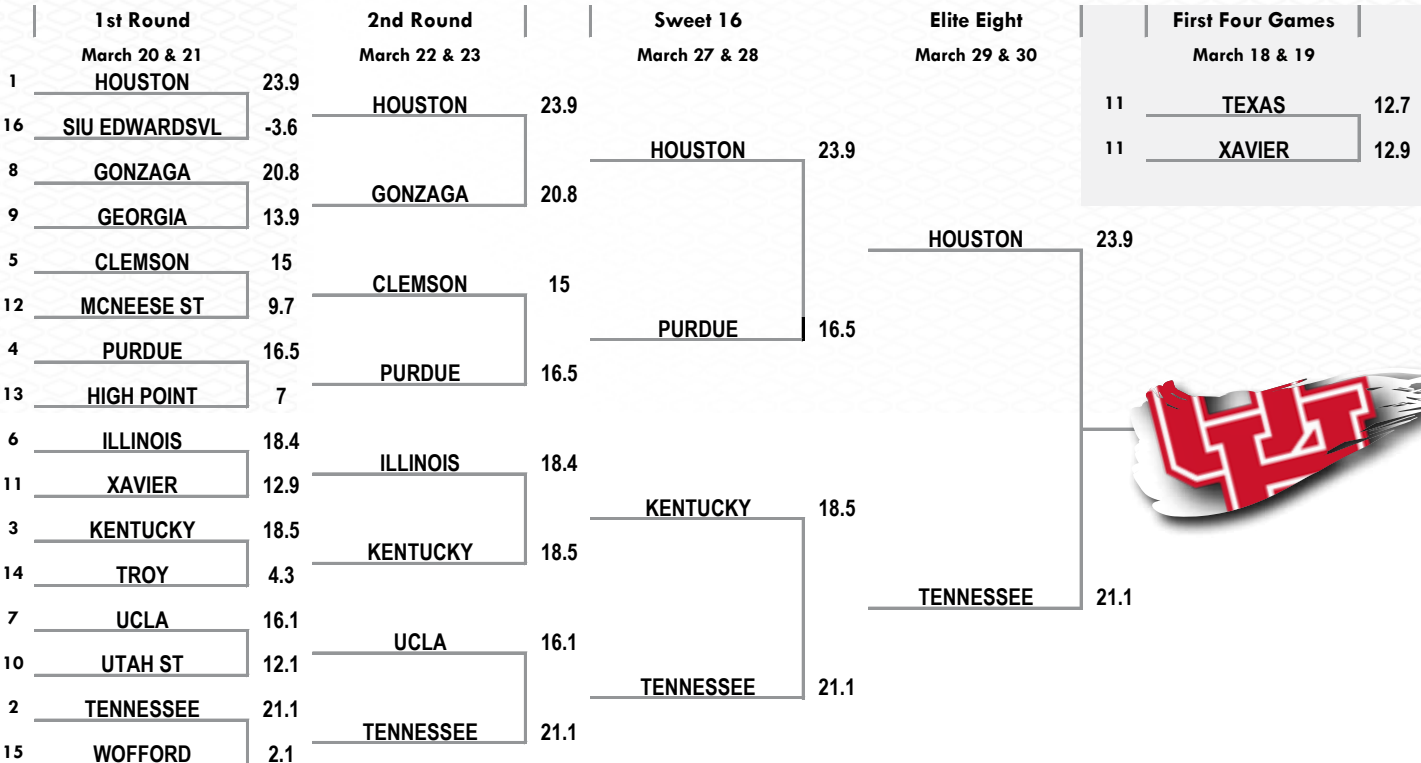 1st Round 2nd Round Sweet 16 Elite Eight First Four Games
March 20 & 21 March 22 & 23 March 27 & 28 March 29 & 30 March 18 & 19
1 HOUSTON 23.9
16 SIU EDWARDSVL -3.6
8 GONZAGA 20.8
9 GEORGIA 13.9
5 CLEMSON 15
12 MCNEESE ST 9.7
4 PURDUE 16.5
13 HIGH POINT 7
6 ILLINOIS 18.4
11 XAVIER 12.9
3 KENTUCKY 18.5
14 TROY 4.3
7 UCLA 16.1
10 UTAH ST 12.1
2 TENNESSEE 21.1
15 WOFFORD 2.1
HOUSTON 23.9
GONZAGA 20.8
CLEMSON 15
PURDUE 16.5
ILLINOIS 18.4
KENTUCKY 18.5
UCLA 16.1
TENNESSEE 21.1
HOUSTON 23.9
PURDUE 16.5
KENTUCKY 18.5
TENNESSEE 21.1
HOUSTON 23.9
TENNESSEE 21.1
11 TEXAS 12.7
11 XAVIER 12.9
UH